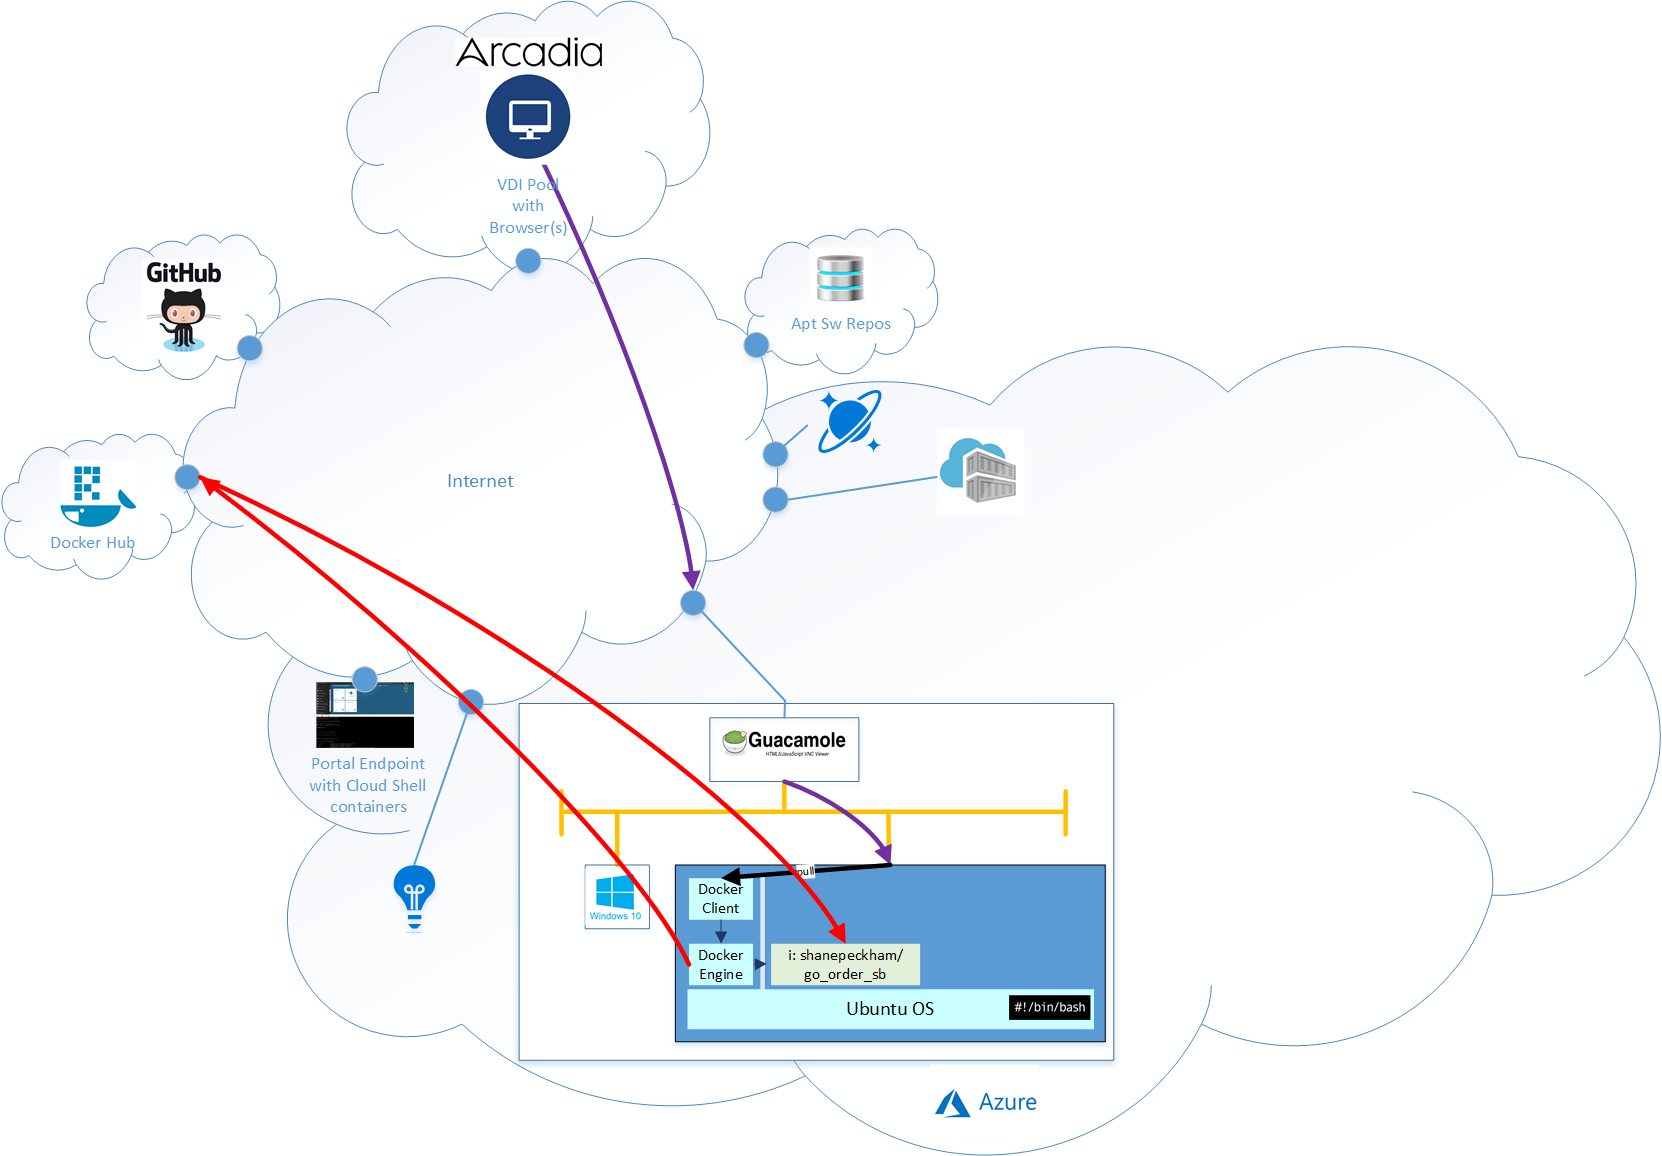 Arcadia
VDI Pool
with
Browser(s)
GitHub
Apt Sw Repos
Internet
Docker Hub
Portal Endpoint
with Cloud Shell
containers
Guacamole
HTML5/JavaScript VNC Viewer
Windows 10
pull
Docker
Client
Docker
Engine
i: shanepeckham/
go_order_sb
Ubuntu OS
#!/bin/bash
Azure